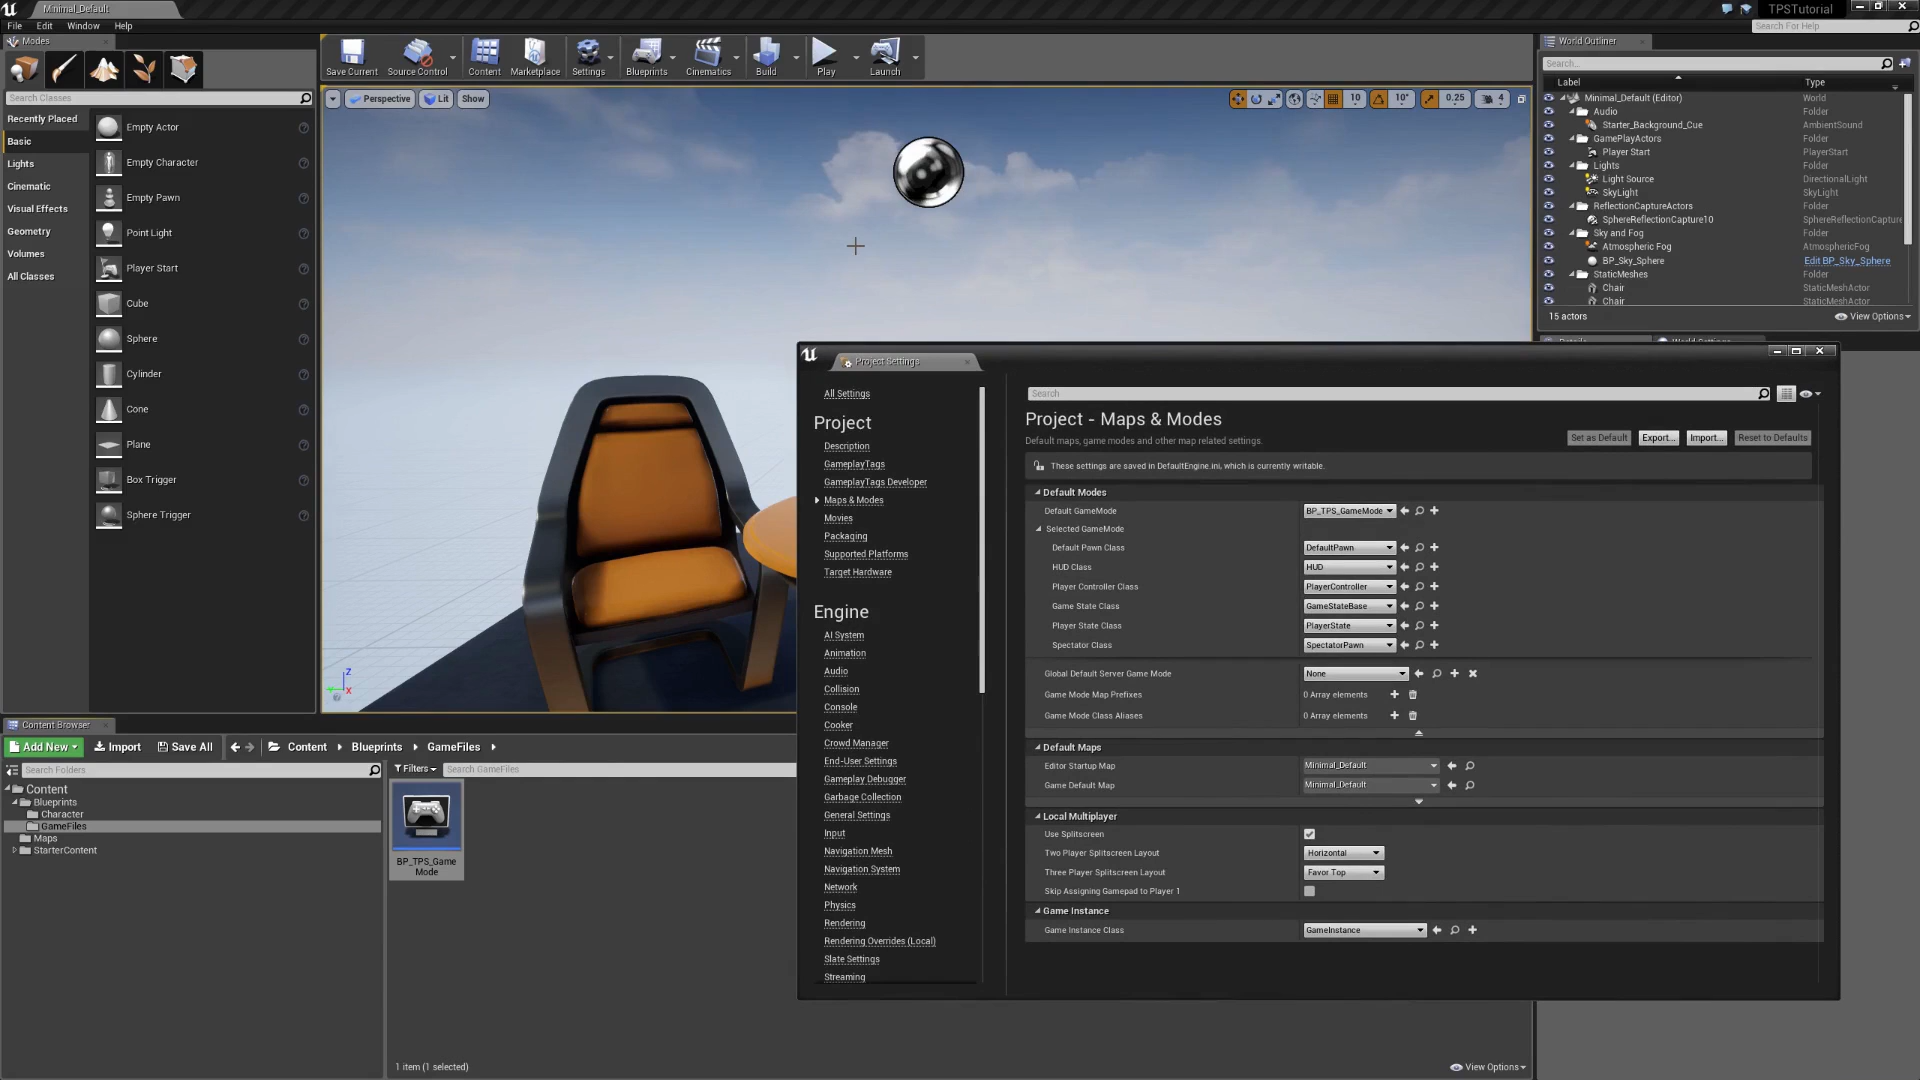 Minimal_Default
TPSTutorial
File Edit Window Help
Search For Help
Modes
Search Classes
Recently Placed
Basic
Lights
Cinematic
Visual Effects
Geometry
Volumes
All Classes
Empty Actor
Empty Character
Empty Pawn
Point Light
Player Start
Cube
Sphere
Cylinder
Cone
Plane
Box Trigger
Sphere Trigger
Save Current Source Control Content Marketplace Settings Blueprints Cinematics Build Play Launch
Perspective Lit Show
10 10° 0.25 4
Z
X
World Outliner
Search...
Label Type
Minimal_Default (Editor) World
Audio Folder
Starter_Background_Cue AmbientSound
GamePlayActors Folder
Player Start PlayerStart
Lights Folder
Light Source DirectionalLight
SkyLight SkyLight
ReflectionCaptureActors Folder
SphereReflectionCapture10 SphereReflectionCapture
Sky and Fog Folder
Atmospheric Fog AtmosphericFog
BP_Sky_Sphere Edit BP_Sky_Sphere
StaticMeshes Folder
Chair StaticMeshActor
Chair StaticMeshActor
15 actors View Options
Project Settings
All Settings
Project
Description
GameplayTags
GameplayTags Developer
Maps & Modes
Movies
Packaging
Supported Platforms
Target Hardware
Engine
AI System
Animation
Audio
Collision
Console
Cooker
Crowd Manager
End-User Settings
Gameplay Debugger
Garbage Collection
General Settings
Input
Navigation Mesh
Navigation System
Network
Physics
Rendering
Rendering Overrides (Local)
Slate Settings
Streaming
Search
Project - Maps & Modes
Default maps, game modes and other map related settings.
Set as Default Export... Import... Reset to Defaults
These settings are saved in DefaultEngine.ini, which is currently writable.
Default Modes
Default GameMode BP_TPS_GameMode
Selected GameMode
Default Pawn Class DefaultPawn
HUD Class HUD
Player Controller Class PlayerController
Game State Class GameStateBase
Player State Class PlayerState
Spectator Class SpectatorPawn
Global Default Server Game Mode None
Game Mode Map Prefixes 0 Array elements
Game Mode Class Aliases 0 Array elements
Default Maps
Editor Startup Map Minimal_Default
Game Default Map Minimal_Default
Local Multiplayer
Use Splitscreen
Two Player Splitscreen Layout Horizontal
Three Player Splitscreen Layout Favor Top
Skip Assigning Gamepad to Player 1
Game Instance
Game Instance Class GameInstance
Content Browser
Add New Import Save All Content Blueprints GameFiles
Search Folders
Filters Search GameFiles
Content
Blueprints
Character
GameFiles
Maps
StarterContent
BP_TPS_Game
Mode
1 item (1 selected)
View Options